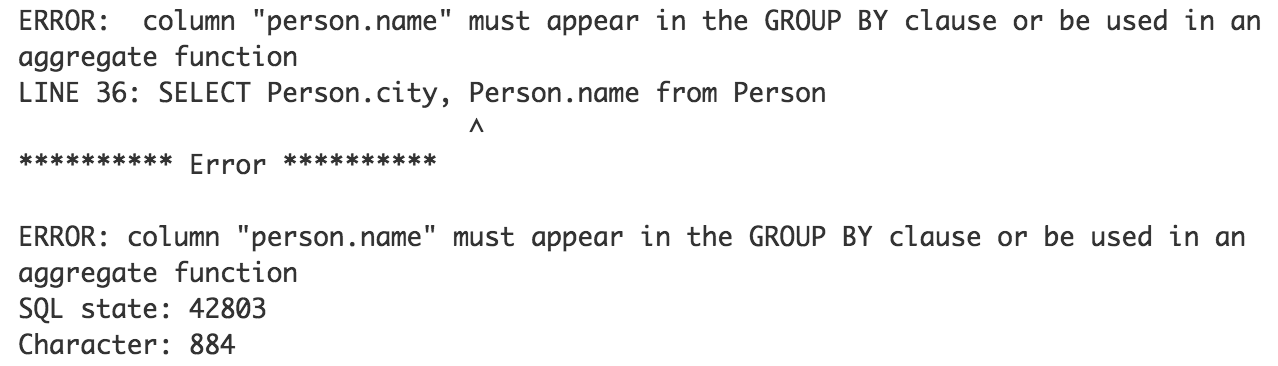 ERROR:  column "person.name" must appear in the GROUP BY clause or be used in an
aggregate function
LINE 36: SELECT Person.city, Person.name from Person
^
********** Error **********
ERROR: column "person.name" must appear in the GROUP BY clause or be used in an
aggregate function
SQL state: 42803
Character: 884